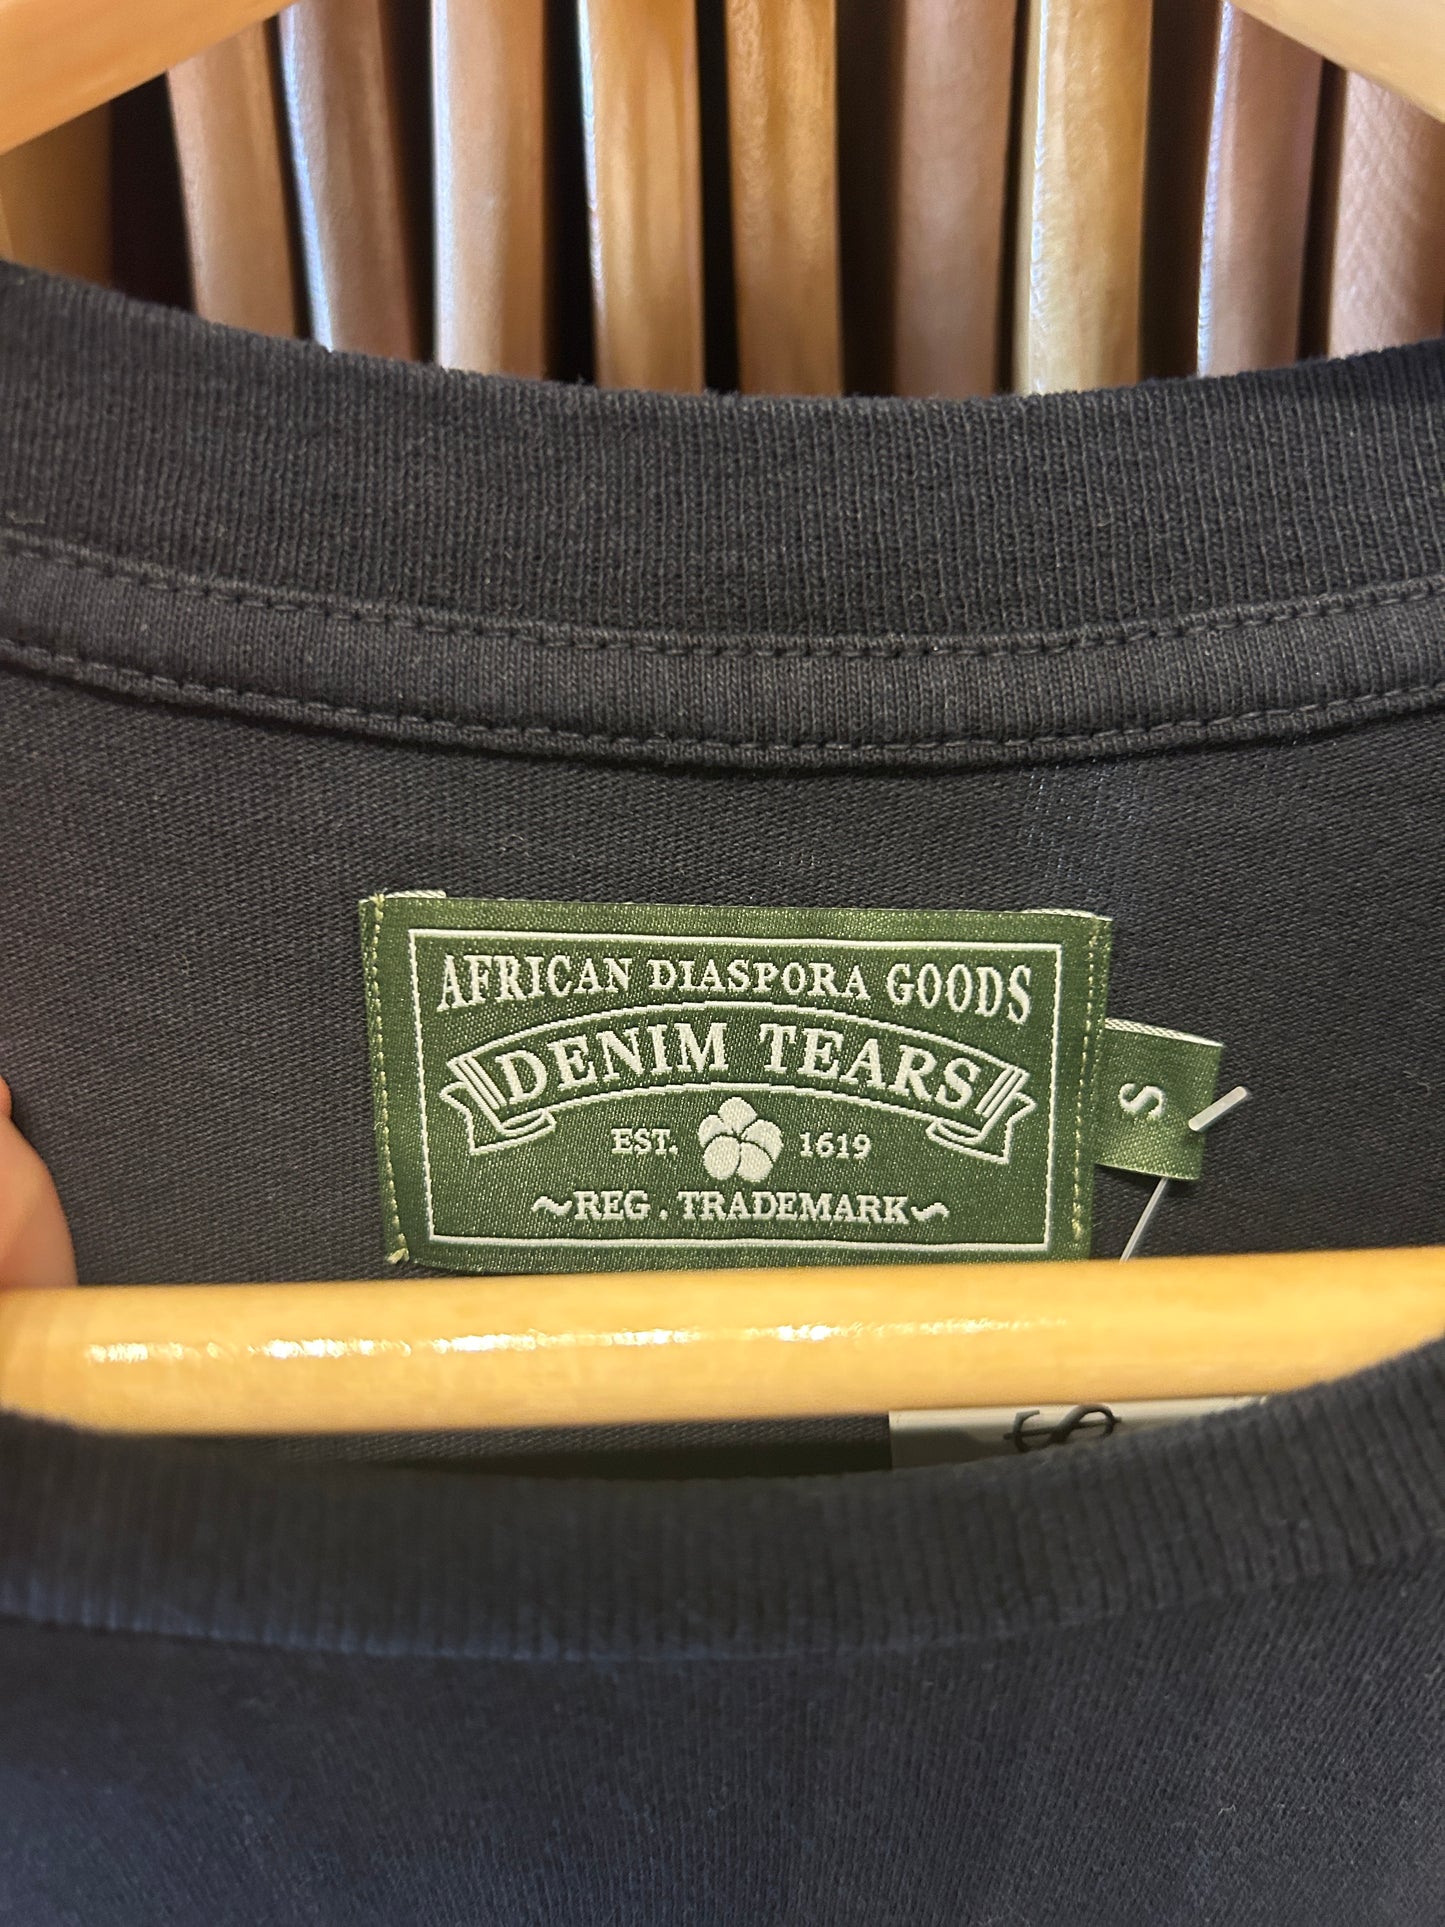 AFRICAN DIASPORA GOODS
DENIM TEARS
EST. 1619
~REG. TRADEMARK~
S
$